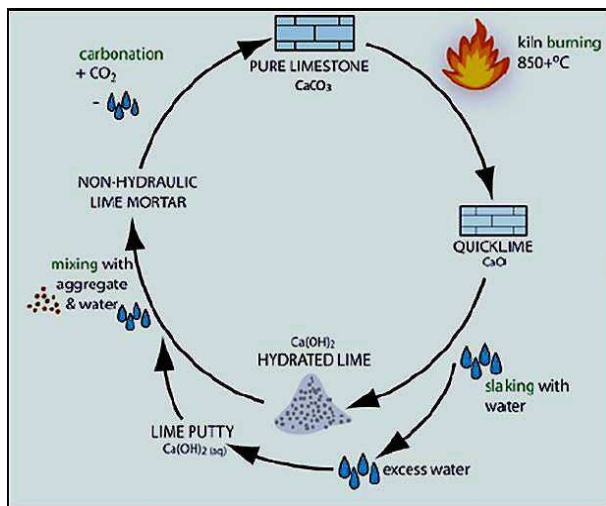 carbonation
+ CO₂
-
PURE LIMESTONE
CaCO₃
kiln burning
850+ºC
QUICKLIME
CaO
slaking with
water
excess water
Ca(OH)₂
HYDRATED LIME
LIME PUTTY
Ca(OH)₂ (aq)
mixing with
aggregate
& water
NON-HYDRAULIC
LIME MORTAR